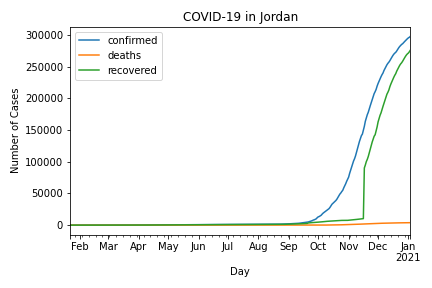 COVID-19 in Jordan
confirmed
deaths
recovered
Number of Cases
300000
250000
200000
150000
100000
50000
0
Feb Mar Apr May Jun Jul Aug Sep Oct Nov Dec Jan
2021
Day